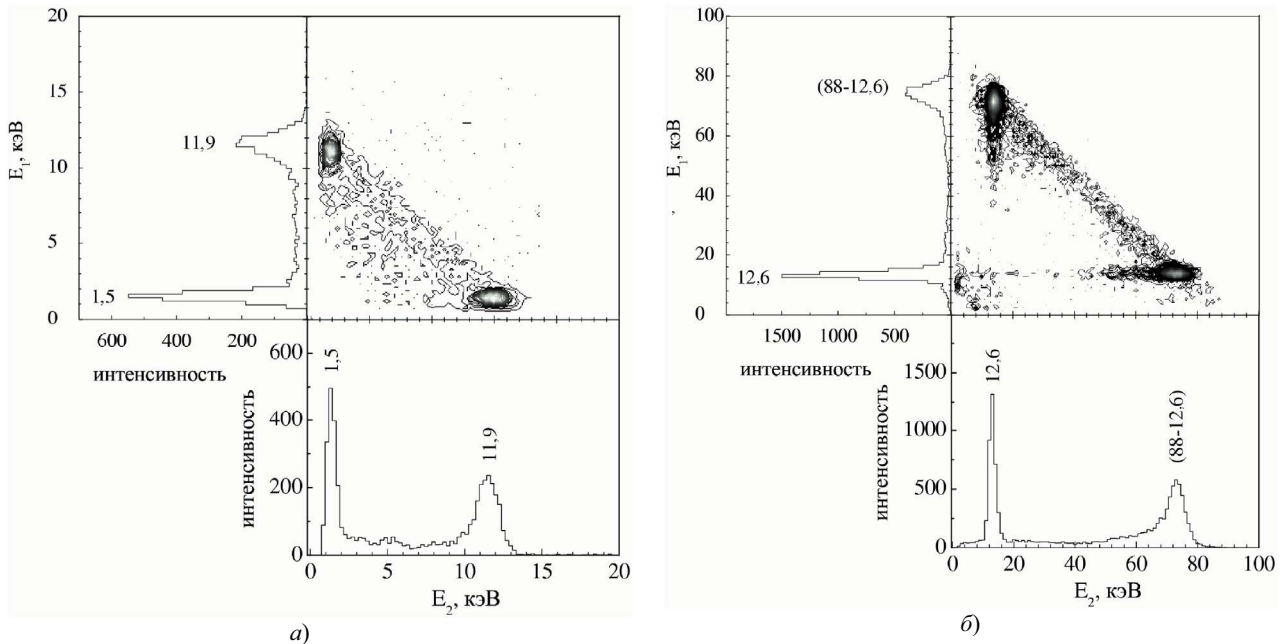 20
15
10
5
0
E₁, кэВ
11,9
1,5
600 400 200
интенсивность
600
400
200
0
интенсивность
1,5
11,9
0 5 10 15 20
E₂, кэВ
а)
100
80
60
40
20
0
E₁, кэВ
(88-12,6)
12,6
1500 1000 500
интенсивность
1500
1000
500
0
интенсивность
12,6
(88-12,6)
0 20 40 60 80 100
E₂, кэВ
б)